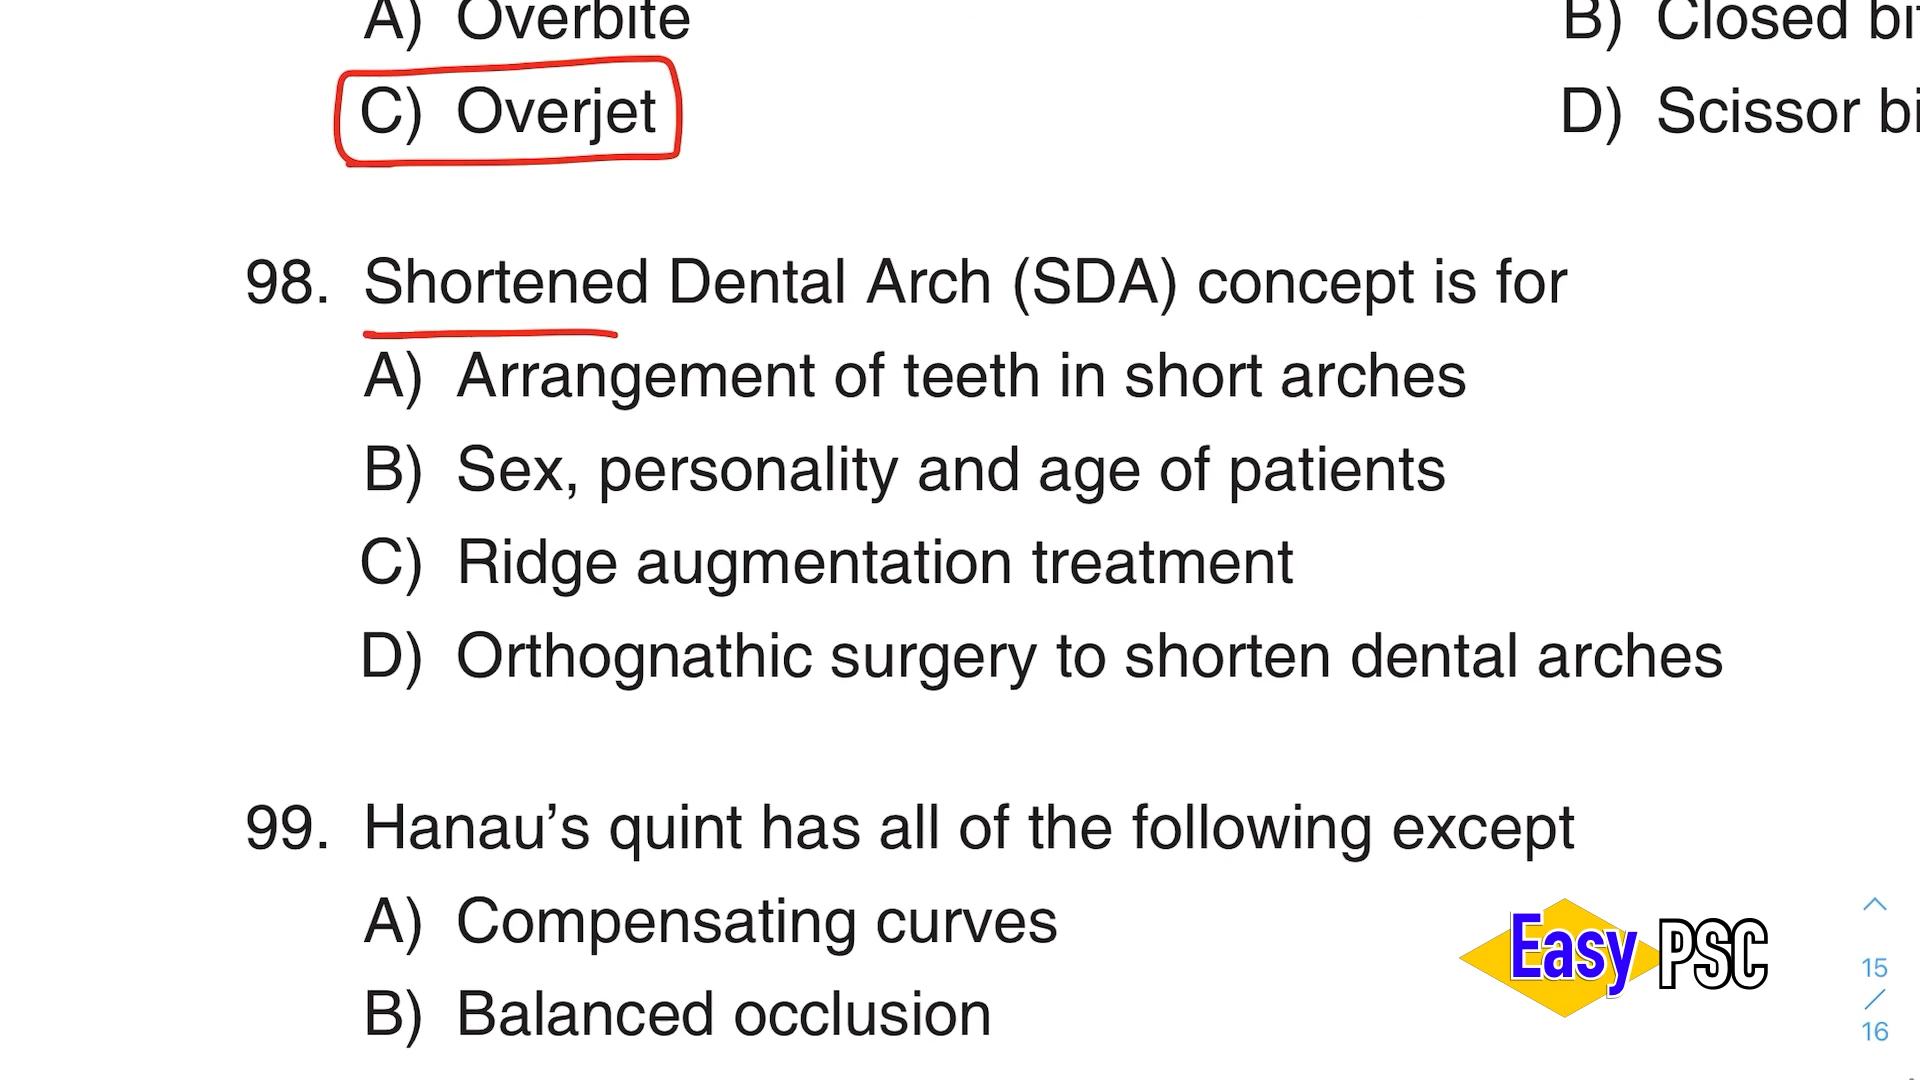 A) Overbite
B) Closed
C) Overjet
D) Scissor
98. Shortened Dental Arch (SDA) concept is for
A) Arrangement of teeth in short arches
B) Sex, personality and age of patients
C) Ridge augmentation treatment
D) Orthognathic surgery to shorten dental arches
99. Hanau’s quint has all of the following except
A) Compensating curves
B) Balanced occlusion
Easy PSC
15
/
16